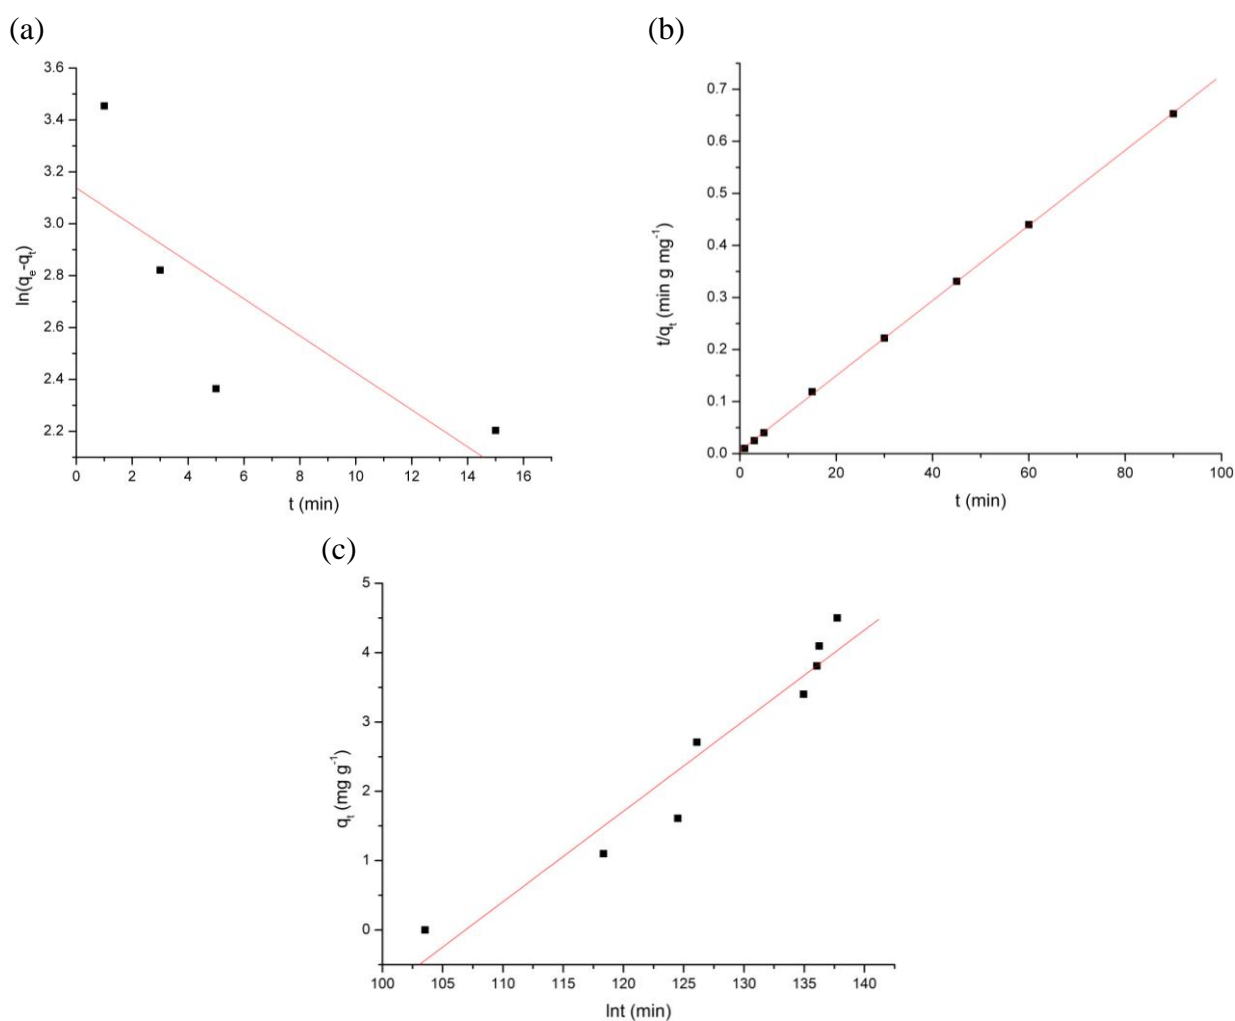 (a)
(b)
3.6
3.4
3.2
3.0
2.8
2.6
2.4
2.2
ln(qₑ-qₜ)
0 2 4 6 8 10 12 14 16
t (min)
0.7
0.6
0.5
0.4
0.3
0.2
0.1
0.0
t/qₜ (min g mg⁻¹)
0 20 40 60 80 100
t (min)
(c)
5
4
3
2
1
0
qₜ (mg g⁻¹)
100 105 110 115 120 125 130 135 140
lnt (min)